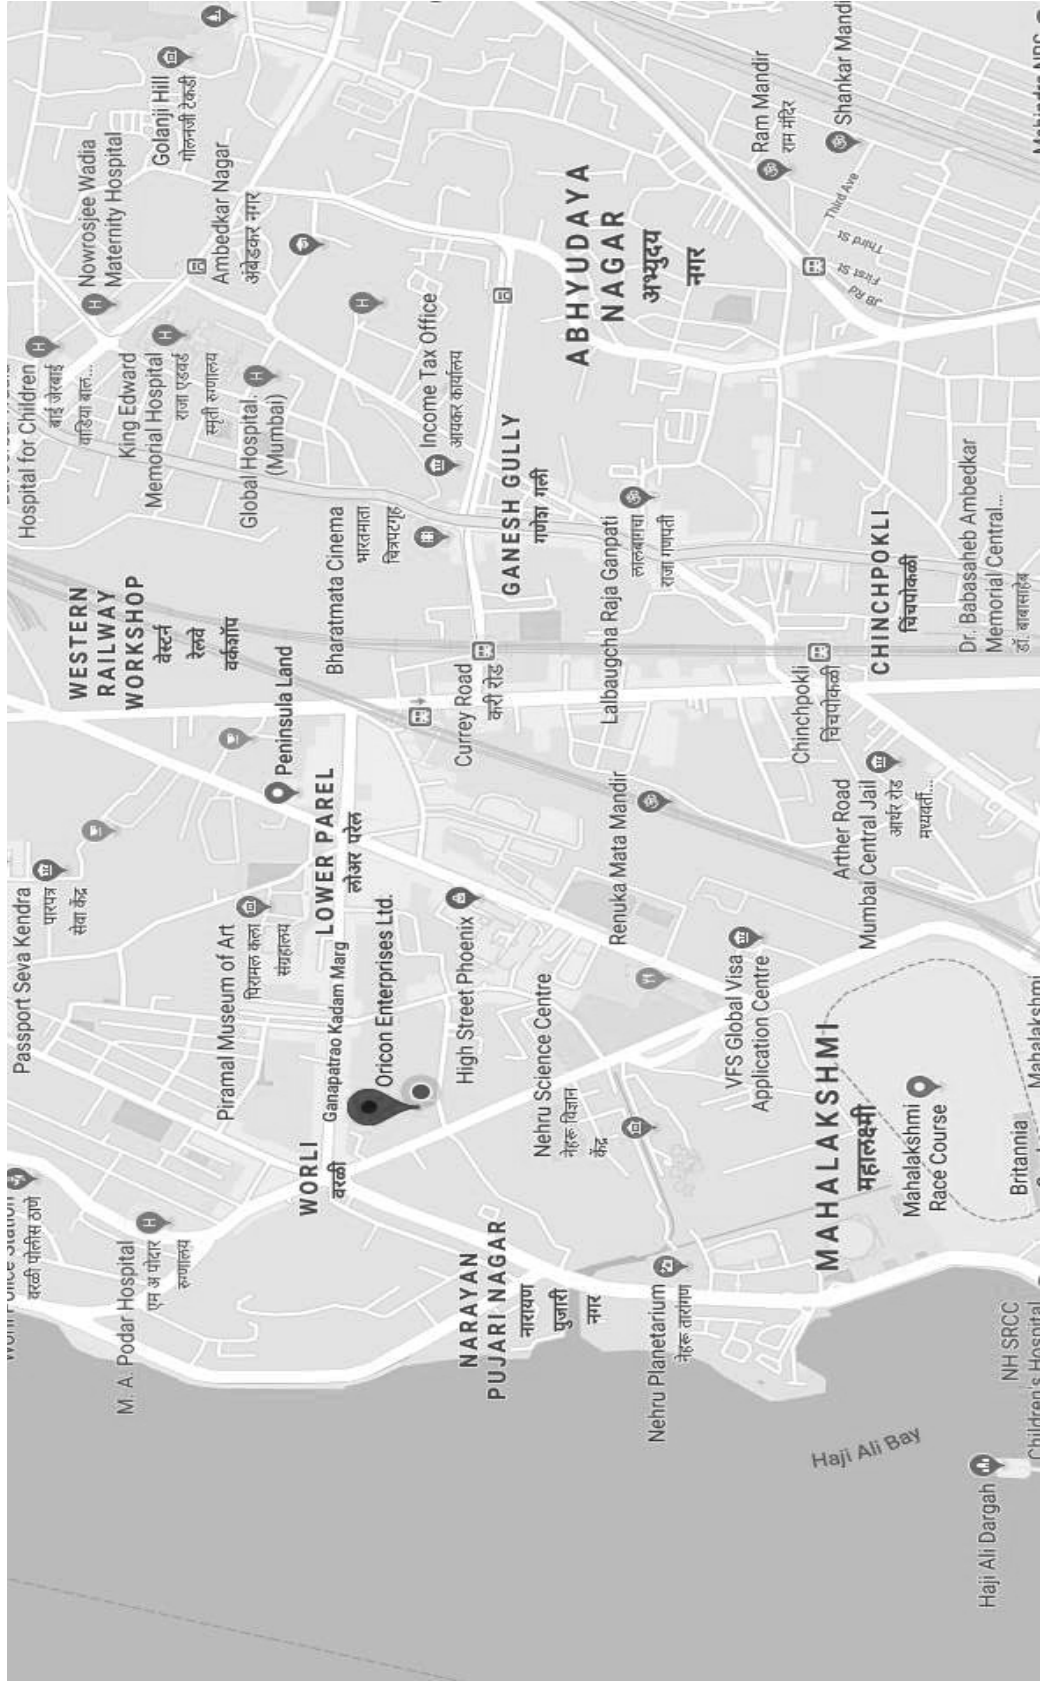 Golanji Hill
गोलनजी टेकडी
Nowrosjee Wadia
Maternity Hospital
Ambedkar Nagar
अंबेडकर नगर
Hospital for Children
बाई जेरबाई
वाडिया बाल...
King Edward
Memorial Hospital
राजा एडवर्ड
स्मृती रुग्णालय
Global Hospital.
(Mumbai)
Income Tax Office
आयकर कार्यालय
ABHYUDAYA
NAGAR
अभ्युदय
नगर
Ram Mandir
राम मंदिर
Shankar Mandi
Third Ave
Third St
First St
JB Rd
WESTERN
RAILWAY
WORKSHOP
वेस्टर्न
रेलवे
वर्कशॉप
Bharatmata Cinema
भारतमाता
चित्रपटगृह
GANESH GULLY
गणेश गल्ली
Lalbaugcha Raja Ganpati
लालबागचा
राजा गणपती
CHINCHPOKLI
चिंचपोकळी
Dr. Babasaheb Ambedkar
Memorial Central...
डॉ. बाबासाहेब
Peninsula Land
Currey Road
करी रोड
Chinchpokli
चिंचपोकळी
Passport Seva Kendra
पारपत्र
सेवा केंद्र
LOWER PAREL
लोअर परेल
Piramal Museum of Art
पिरामल कला
संग्रहालय
Ganapatrao Kadam Marg
Oricon Enterprises Ltd.
High Street Phoenix
Renuka Mata Mandir
Arther Road
Mumbai Central Jail
आर्थर रोड
मध्यवर्ती...
Nehru Science Centre
नेहरू विज्ञान
केंद्र
VFS Global Visa
Application Centre
WORLI
वरळी
MAHALAKSHMI
महालक्ष्मी
Mahalakshmi
Race Course
Mahalakshmi
Britania
वरळी पोलीस ठाणे
M. A. Podar Hospital
एम अ पोदार
रुग्णालय
NARAYAN
PUJARI NAGAR
नारायण
पुजारी
नगर
Nehru Planetarium
नेहरू तारांगण
Haji Ali Bay
NH SRCC
Children's Hospital
Haji Ali Dargah